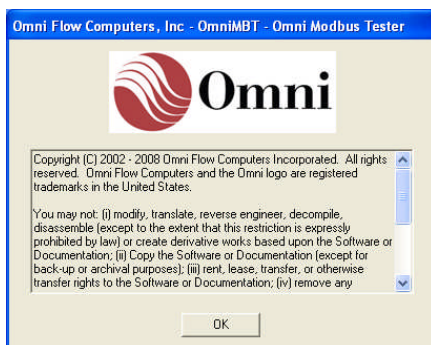 Omni Flow Computers, Inc - OmniMBT - Omni Modbus Tester
Omni
Copyright (C) 2002 - 2008 Omni Flow Computers Incorporated. All rights
reserved. Omni Flow Computers and the Omni logo are registered
trademarks in the United States.
You may not: (i) modify, translate, reverse engineer, decompile,
disassemble (except to the extent that this restriction is expressly
prohibited by law) or create derivative works based upon the Software or
Documentation; (ii) Copy the Software or Documentation (except for
back-up or archival purposes); (iii) rent, lease, transfer, or otherwise
transfer rights to the Software or Documentation; (iv) remove any
OK